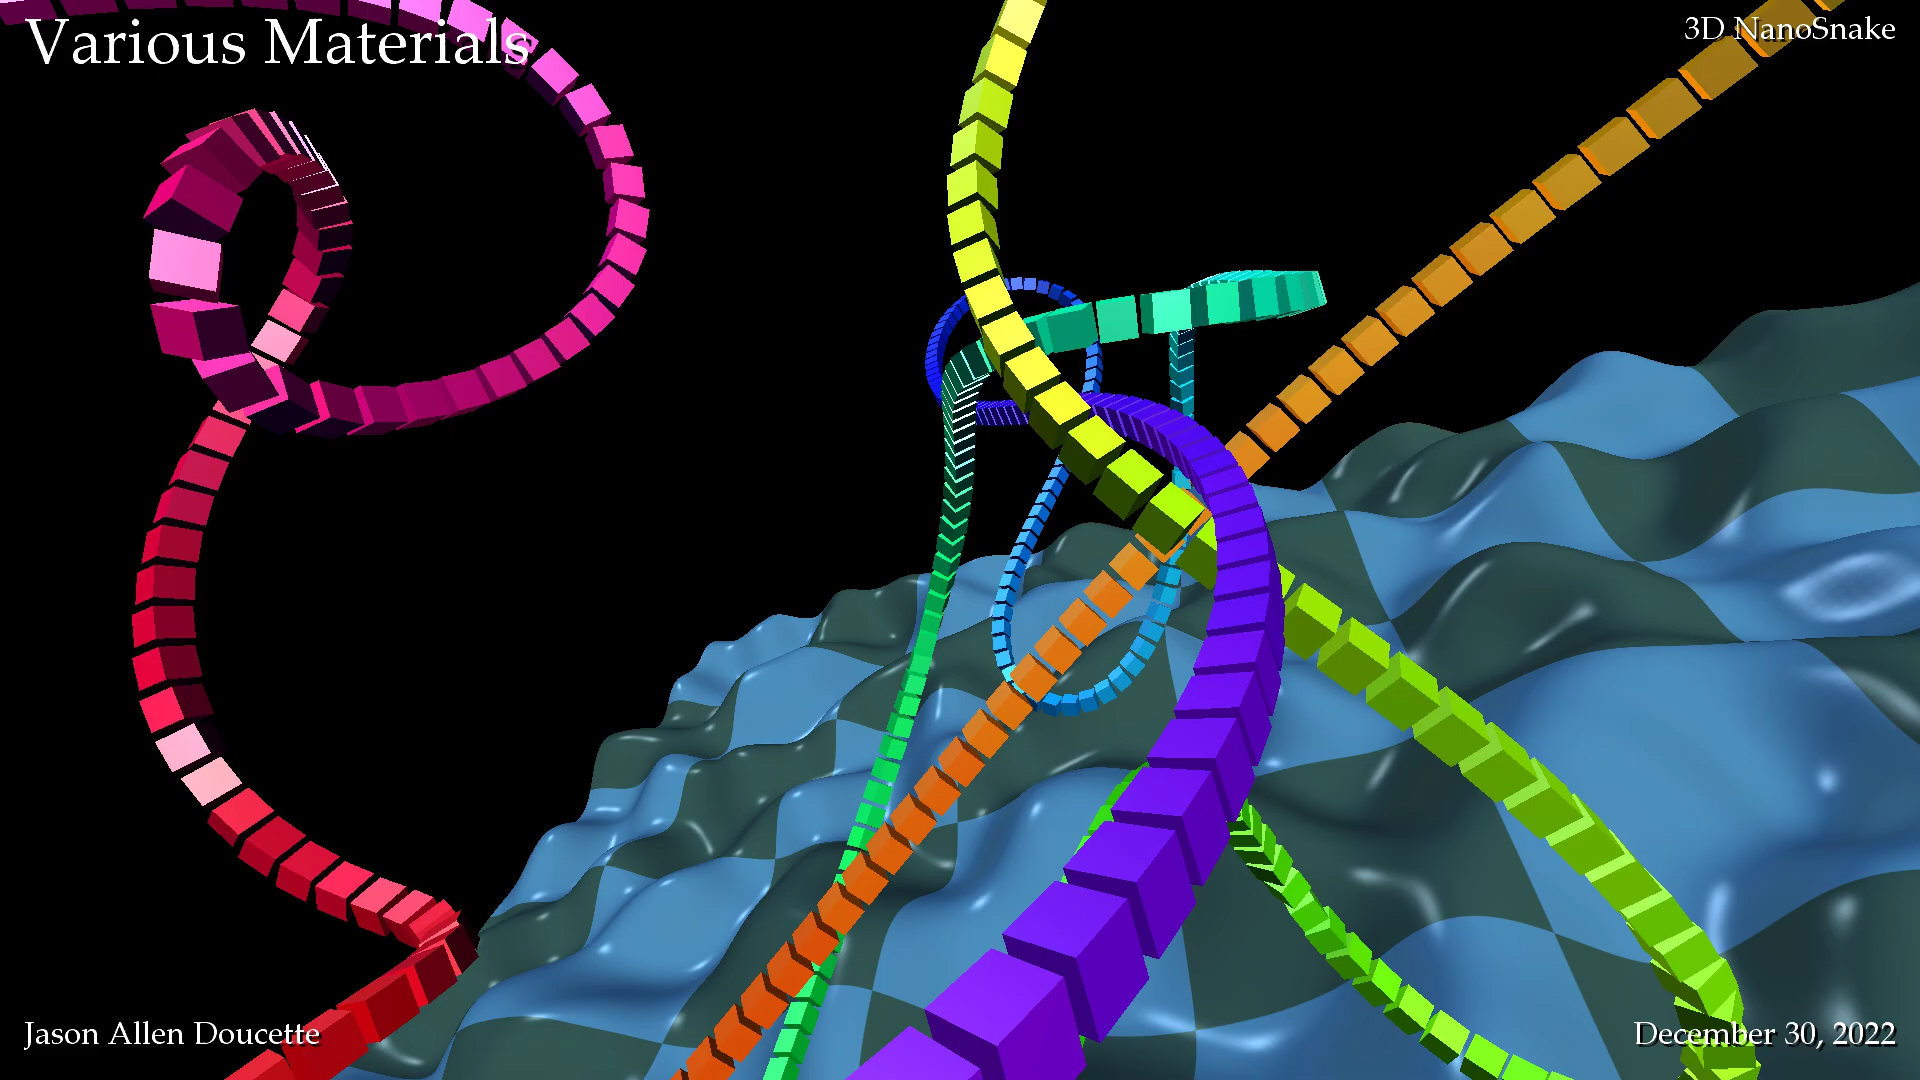 Various Materials
3D NanoSnake
Jason Allen Doucette
December 30, 2022